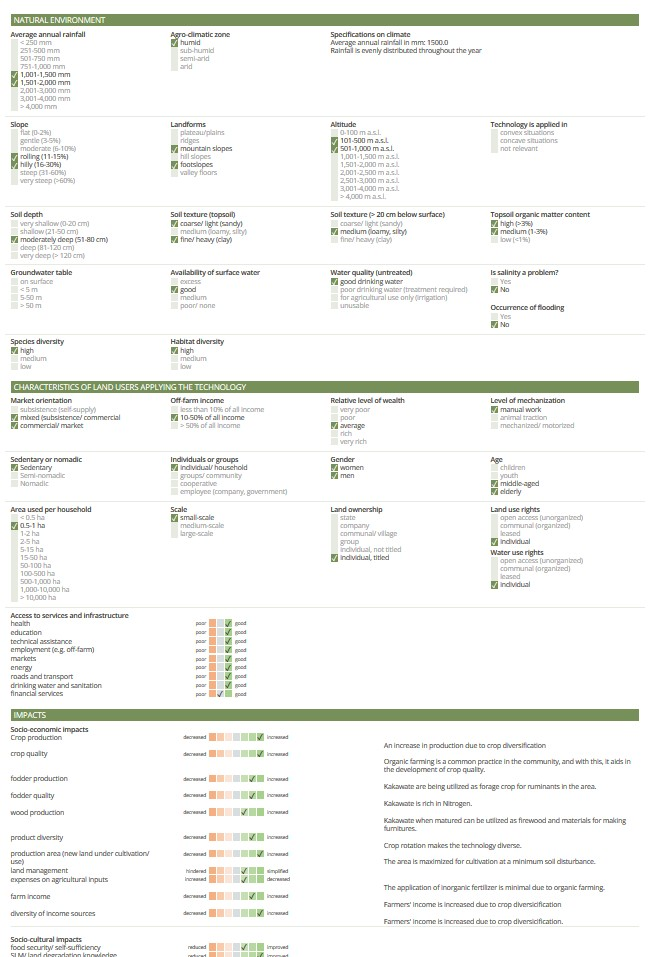 NATURAL ENVIRONMENT
Average annual rainfall
< 250 mm
251-500 mm
501-750 mm
751-1,000 mm
1,001-1,500 mm
1,501-2,000 mm
2,001-3,000 mm
3,001-4,000 mm
> 4,000 mm
Agro-climatic zone
humid
sub-humid
semi-arid
arid
Specifications on climate
Average annual rainfall in mm: 1500.0
Rainfall is evenly distributed throughout the year
Slope
flat (0-2%)
gentle (3-5%)
moderate (6-10%)
rolling (11-15%)
hilly (16-30%)
steep (31-60%)
very steep (>60%)
Landforms
plateau/plains
ridges
mountain slopes
hill slopes
footslopes
valley floors
Altitude
0-100 m a.s.l.
101-500 m a.s.l.
501-1,000 m a.s.l.
1,001-1,500 m a.s.l.
1,501-2,000 m a.s.l.
2,001-2,500 m a.s.l.
2,501-3,000 m a.s.l.
3,001-4,000 m a.s.l.
> 4,000 m a.s.l.
Technology is applied in
convex situations
concave situations
not relevant
Soil depth
very shallow (0-20 cm)
shallow (21-50 cm)
moderately deep (51-80 cm)
deep (81-120 cm)
very deep (> 120 cm)
Soil texture (topsoil)
coarse/ light (sandy)
medium (loamy, silty)
fine/ heavy (clay)
Soil texture (> 20 cm below surface)
coarse/ light (sandy)
medium (loamy, silty)
fine/ heavy (clay)
Topsoil organic matter content
high (>3%)
medium (1-3%)
low (<1%)
Groundwater table
on surface
< 5 m
5-50 m
> 50 m
Availability of surface water
excess
good
medium
poor/ none
Water quality (untreated)
good drinking water
poor drinking water (treatment required)
for agricultural use only (irrigation)
unusable
Is salinity a problem?
Yes
No
Occurrence of flooding
Yes
No
Species diversity
high
medium
low
Habitat diversity
high
medium
low
CHARACTERISTICS OF LAND USERS APPLYING THE TECHNOLOGY
Market orientation
subsistence (self-supply)
mixed (subsistence/ commercial
commercial/ market
Off-farm income
less than 10% of all income
10-50% of all income
> 50% of all income
Relative level of wealth
very poor
poor
average
rich
very rich
Level of mechanization
manual work
animal traction
mechanized/ motorized
Sedentary or nomadic
Sedentary
Semi-nomadic
Nomadic
Individuals or groups
individual/ household
groups/ community
cooperative
employee (company, government)
Gender
women
men
Age
children
youth
middle-aged
elderly
Area used per household
< 0.5 ha
0.5-1 ha
1-2 ha
2-5 ha
5-15 ha
15-50 ha
50-100 ha
100-500 ha
500-1,000 ha
1,000-10,000 ha
> 10,000 ha
Scale
small-scale
medium-scale
large-scale
Land ownership
state
company
communal/ village
group
individual, not titled
individual, titled
Land use rights
open access (unorganized)
communal (organized)
leased
individual
Water use rights
open access (unorganized)
communal (organized)
leased
individual
Access to services and infrastructure
health poor good
education poor good
technical assistance poor good
employment (e.g. off-farm) poor good
markets poor good
energy poor good
roads and transport poor good
drinking water and sanitation poor good
financial services poor good
IMPACTS
Socio-economic impacts
Crop production decreased increased
An increase in production due to crop diversification
crop quality decreased increased
Organic farming is a common practice in the community, and with this, it aids in
the development of crop quality.
fodder production decreased increased
Kakawate are being utilized as forage crop for ruminants in the area.
fodder quality decreased increased
Kakawate is rich in Nitrogen.
wood production decreased increased
Kakawate when matured can be utilized as firewood and materials for making
furnitures.
product diversity decreased increased
Crop rotation makes the technology diverse.
production area (new land under cultivation/
use) decreased increased
The area is maximized for cultivation at a minimum soil disturbance.
land management hindered simplified
expenses on agricultural inputs increased decreased
The application of inorganic fertilizer is minimal due to organic farming.
farm income decreased increased
Farmers' income is increased due to crop diversicification
diversity of income sources decreased increased
Farmers' income is increased due to crop diversicification.
Socio-cultural impacts
food security/ self-sufficiency reduced improved
SLM/ land degradation knowledge reduced improved